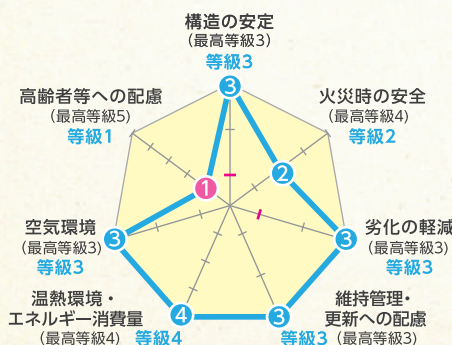 構造の安定
(最高等級3)
等級3
3
高齢者等への配慮
(最高等級5)
等級1
1
火災時の安全
(最高等級4)
等級2
2
空気環境
(最高等級3)
等級3
3
劣化の軽減
(最高等級3)
等級3
3
温熱環境・
エネルギー消費量
(最高等級4) 等級4
4
維持管理・
更新への配慮
等級3 (最高等級3)
3